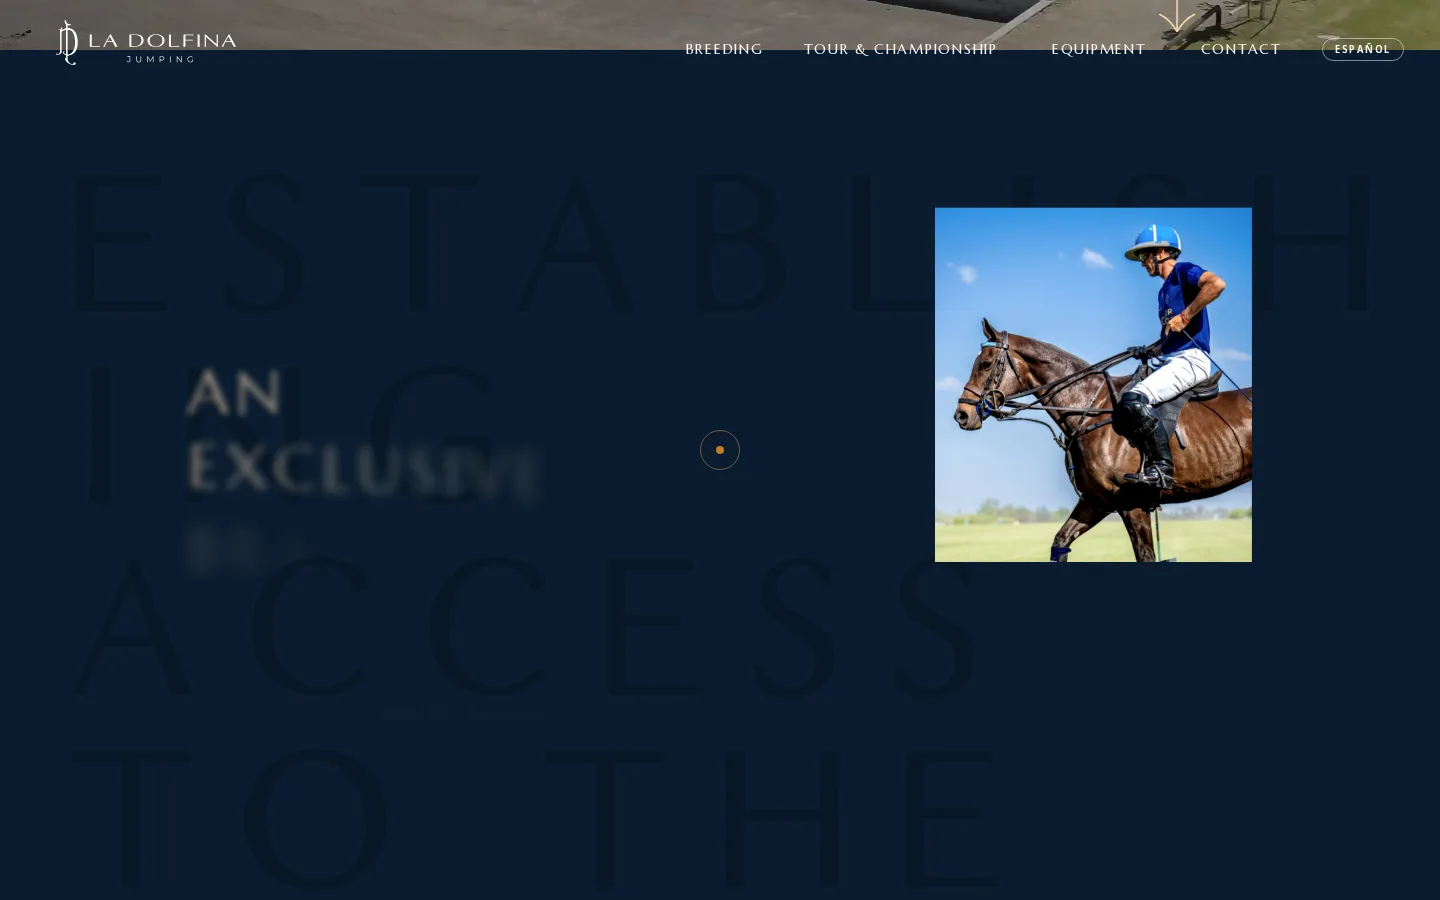 LA DOLFINA
JUMPING
BREEDING
TOUR & CHAMPIONSHIP
EQUIPMENT
CONTACT
ESPAÑOL
ESTABLISH
ING
ACCESS
TO THE
AN
EXCLUSIVE